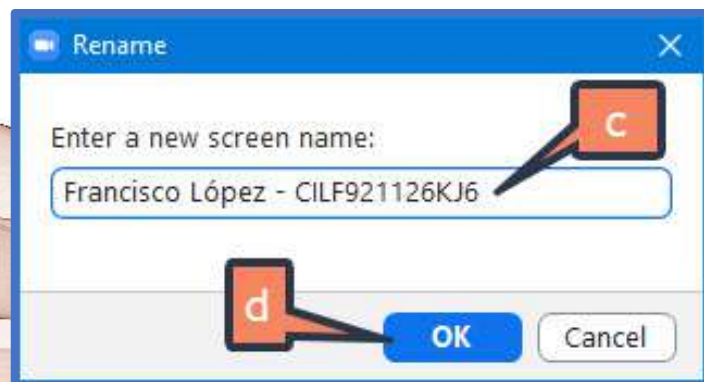 Rename
Enter a new screen name:
c
Francisco López - CILF921126KJ6
d
OK
Cancel